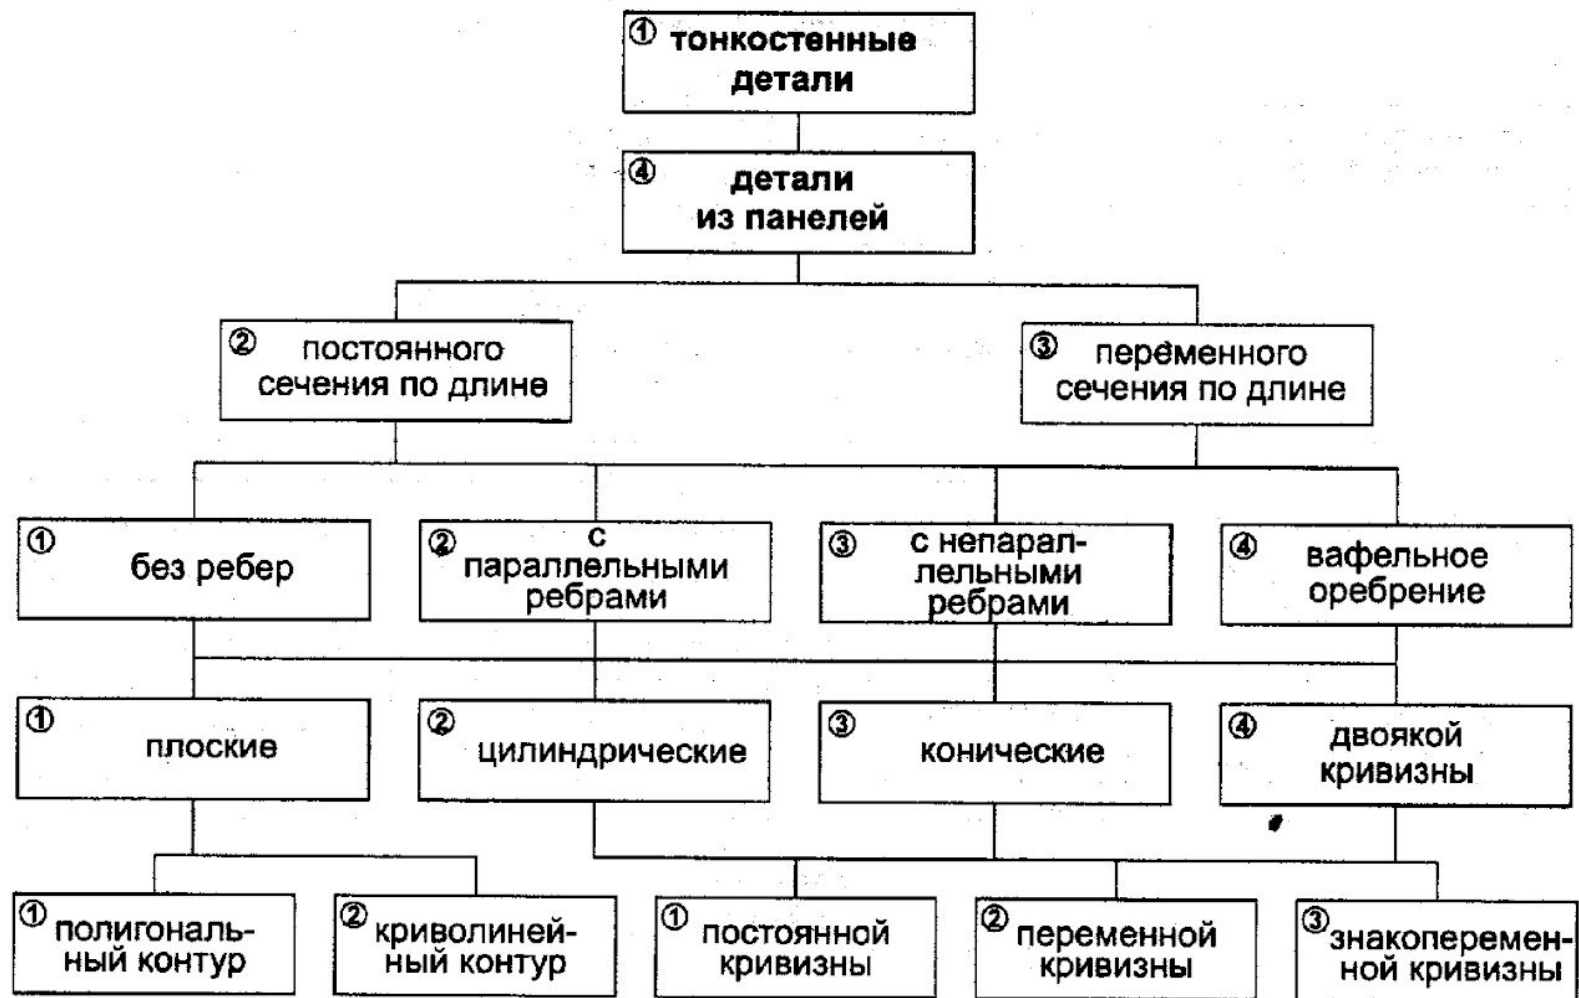 ① тонкостенные
детали
④ детали
из панелей
② постоянного
сечения по длине
③ переменного
сечения по длине
① без ребер
② с
параллельными
ребрами
③ с непарал-
лельными
ребрами
④ вафельное
оребрение
① плоские
② цилиндрические
③ конические
④ двоякой
кривизны
① полигональ-
ный контур
② криволиней-
ный контур
① постоянной
кривизны
② переменной
кривизны
③ знакоперемен-
ной кривизны